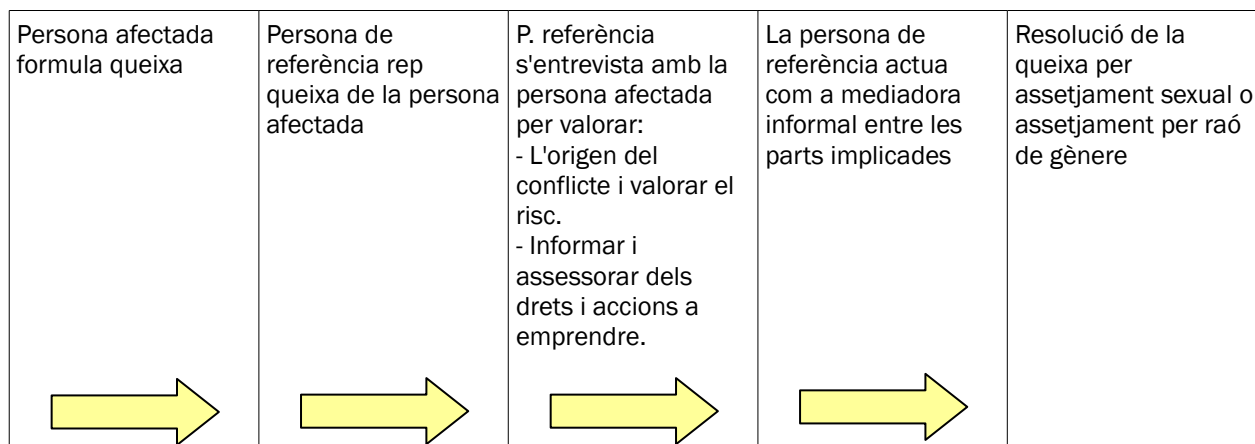 Persona afectada
formula queixa
Persona de
referència rep
queixa de la persona
afectada
P. referència
s'entrevista amb la
persona afectada
per valorar:
- L'origen del
conflicte i valorar el
risc.
- Informar i
assessorar dels
drets i accions a
emprendre.
La persona de
referència actua
com a mediadora
informal entre les
parts implicades
Resolució de la
queixa per
assetjament sexual o
assetjament per raó
de gènere